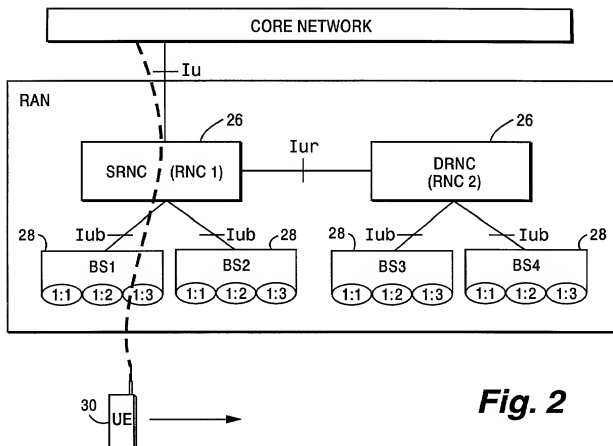 CORE NETWORK
Iu
RAN
26
26
SRNC (RNC 1)
Iur
DRNC
(RNC 2)
28
Iub
Iub
28
28
Iub
Iub
28
BS1
BS2
BS3
BS4
1:1 1:2 1:3
1:1 1:2 1:3
1:1 1:2 1:3
1:1 1:2 1:3
30
UE
Fig. 2